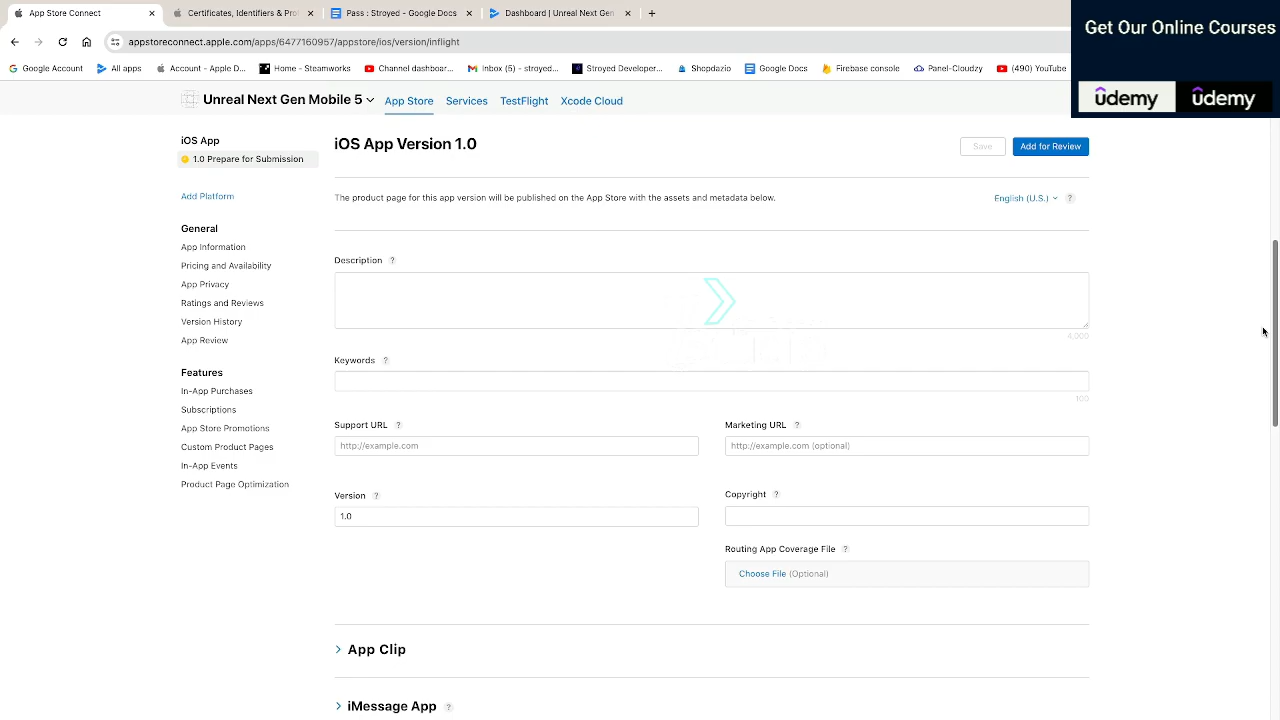 App Store Connect
Certificates, Identifiers & Pro
Pass : Stroyed - Google Docs
Dashboard | Unreal Next Gen
appstoreconnect.apple.com/apps/6477160957/appstore/ios/version/inflight
Get Our Online Courses
Google Account
All apps
Account - Apple D...
Home - Steamworks
Channel dashboar...
Inbox (5) - stroyed...
Stroyed Developer...
Shopdazio
Google Docs
Firebase console
Panel-Cloudzy
(490) YouTube
udemy
udemy
Unreal Next Gen Mobile 5
App Store
Services
TestFlight
Xcode Cloud
iOS App
1.0 Prepare for Submission
Add Platform
General
App Information
Pricing and Availability
App Privacy
Ratings and Reviews
Version History
App Review
Features
In-App Purchases
Subscriptions
App Store Promotions
Custom Product Pages
In-App Events
Product Page Optimization
iOS App Version 1.0
Save
Add for Review
The product page for this app version will be published on the App Store with the assets and metadata below.
English (U.S.)
?
Description ?
4,000
Keywords ?
100
Support URL ?
http://example.com
Marketing URL ?
http://example.com (optional)
Version ?
1.0
Copyright ?
Routing App Coverage File ?
Choose File (Optional)
App Clip
iMessage App ?